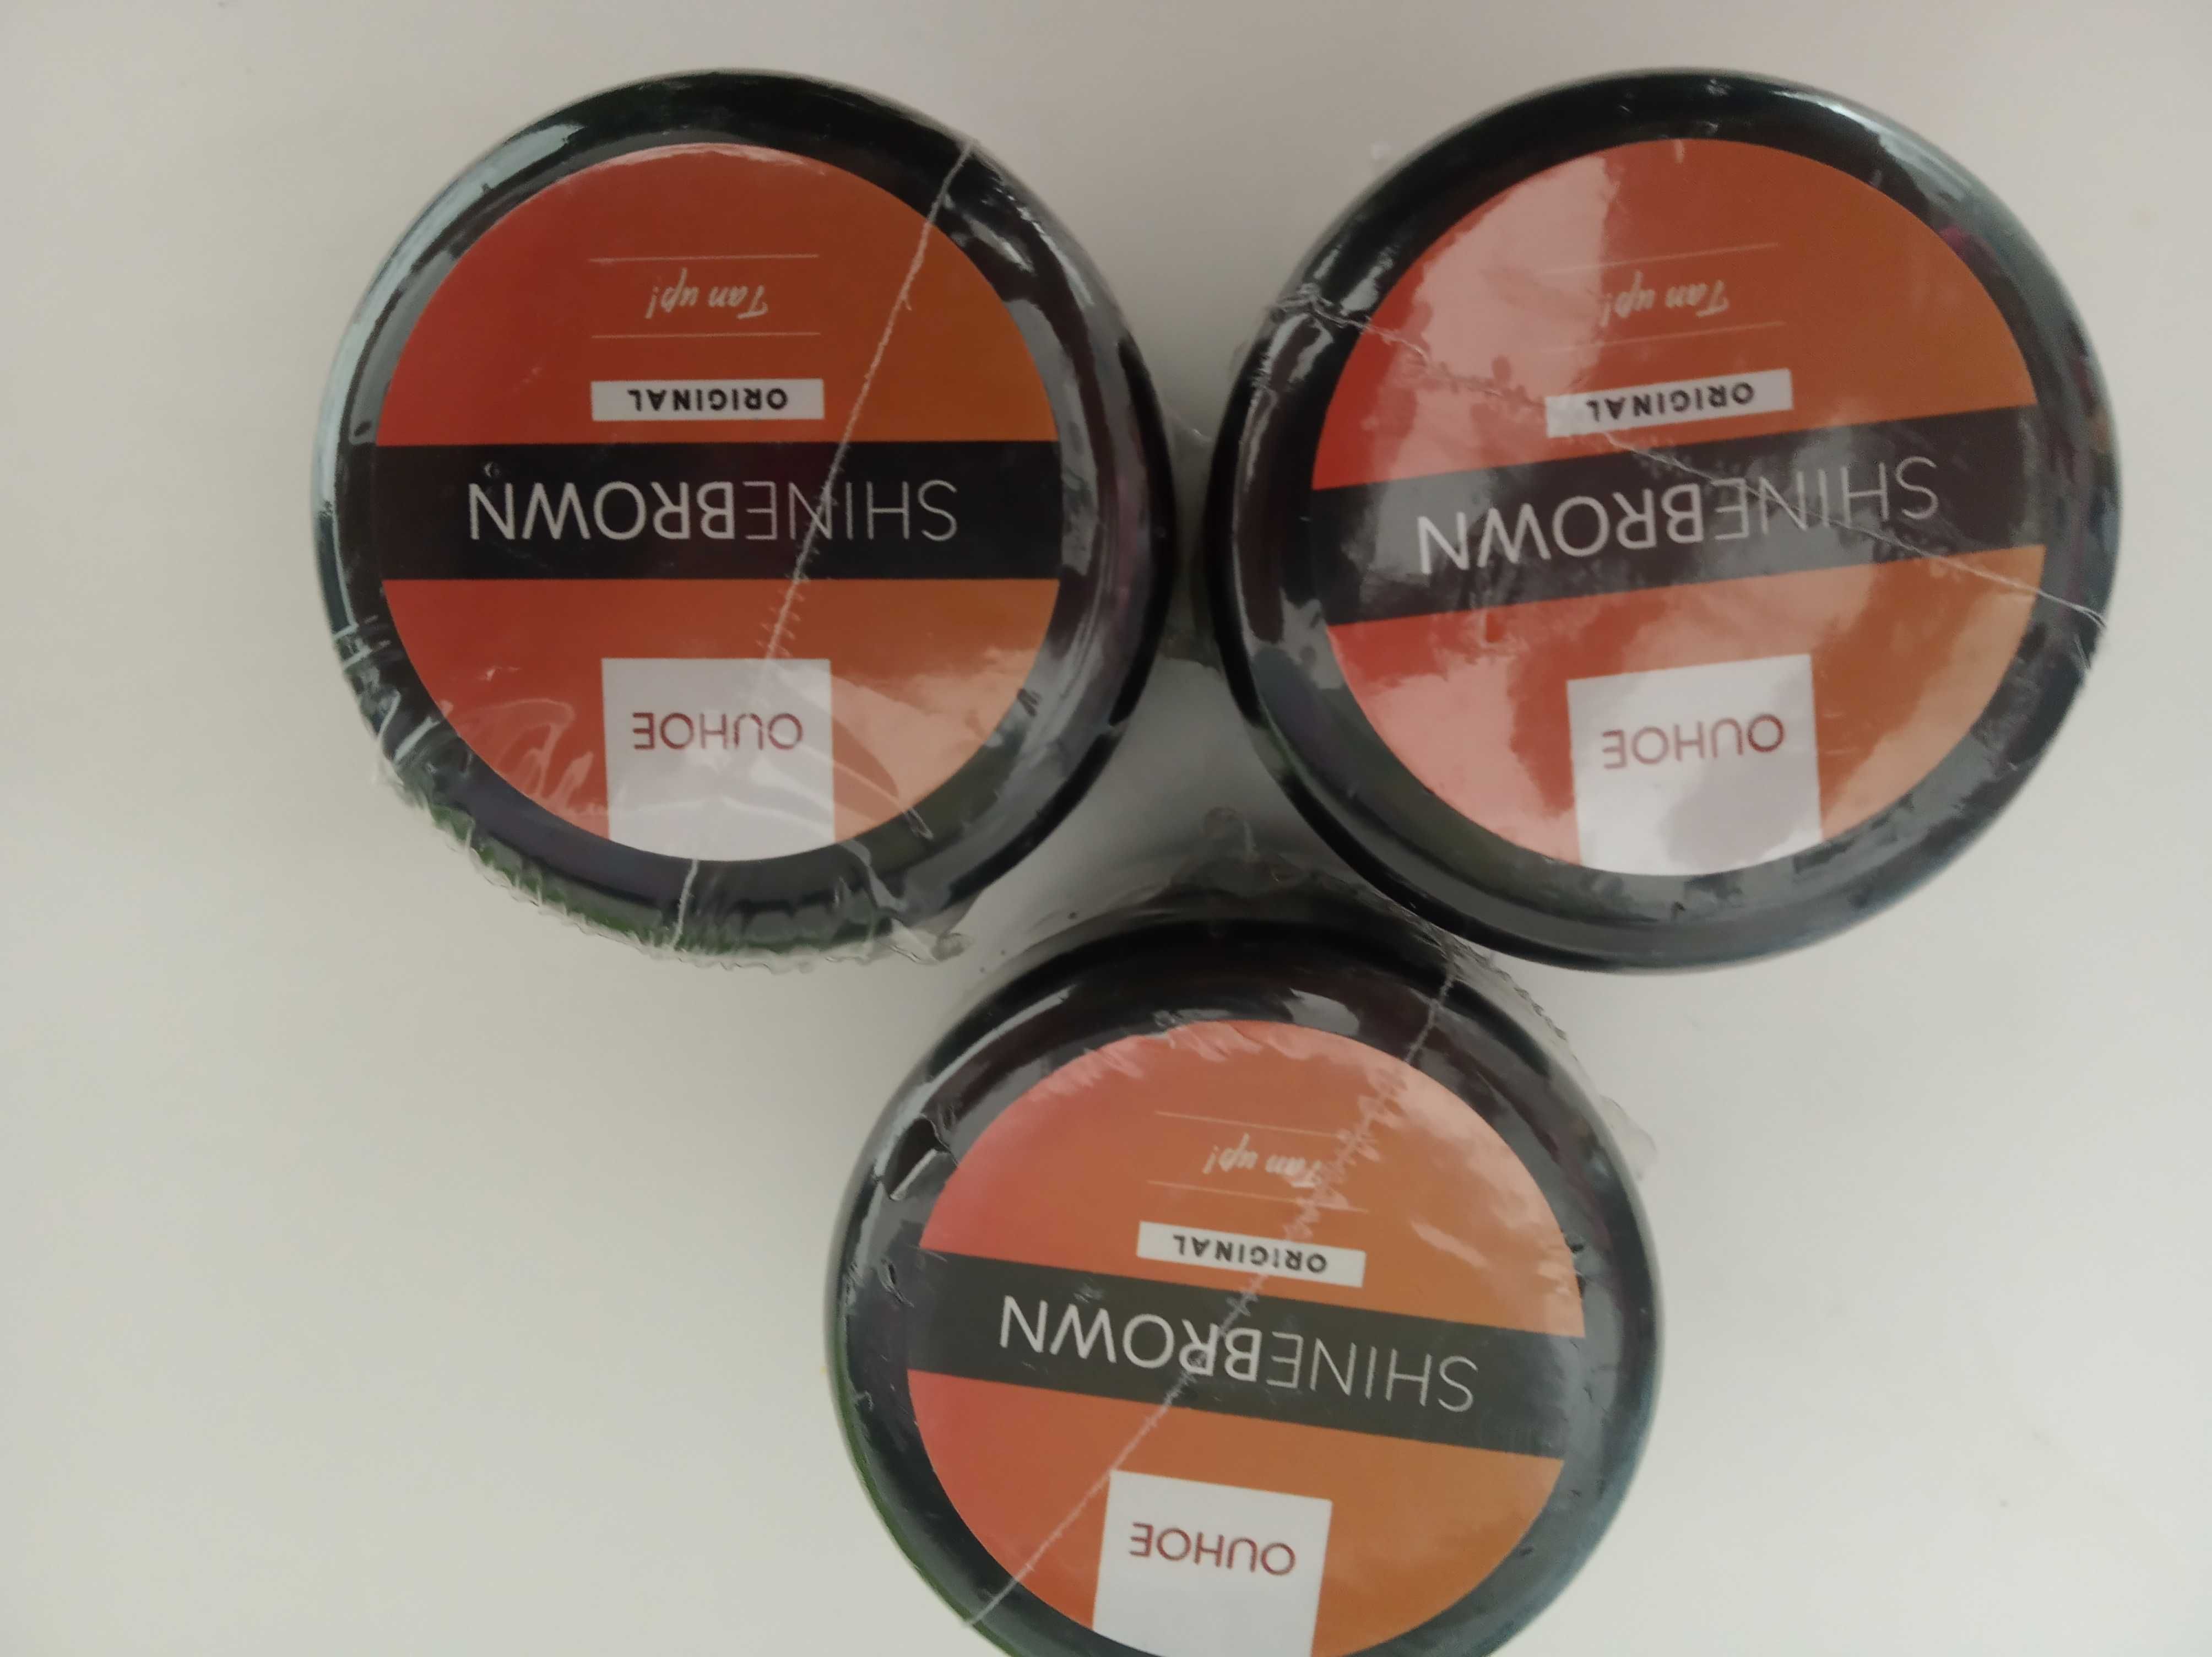 OUHOE
SHINEBROWN
ORIGINAL
Tan up!
OUHOE
SHINEBROWN
ORIGINAL
Tan up!
OUHOE
SHINEBROWN
ORIGINAL
Tan up!